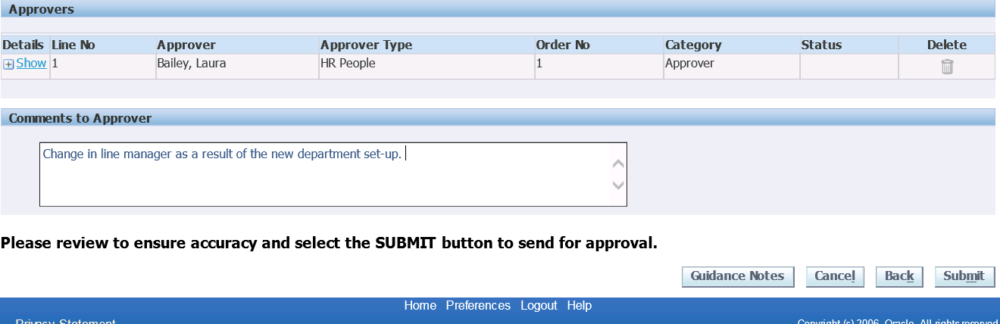 Approvers
Details Line No Approver Approver Type Order No Category Status Delete
Show 1 Bailey, Laura HR People 1 Approver
Comments to Approver
Change in line manager as a result of the new department set-up.
Please review to ensure accuracy and select the SUBMIT button to send for approval.
Guidance Notes Cancel Back Submit
Home Preferences Logout Help
Privacy Statement Copyright (c) 2006, Oracle. All rights reserved.